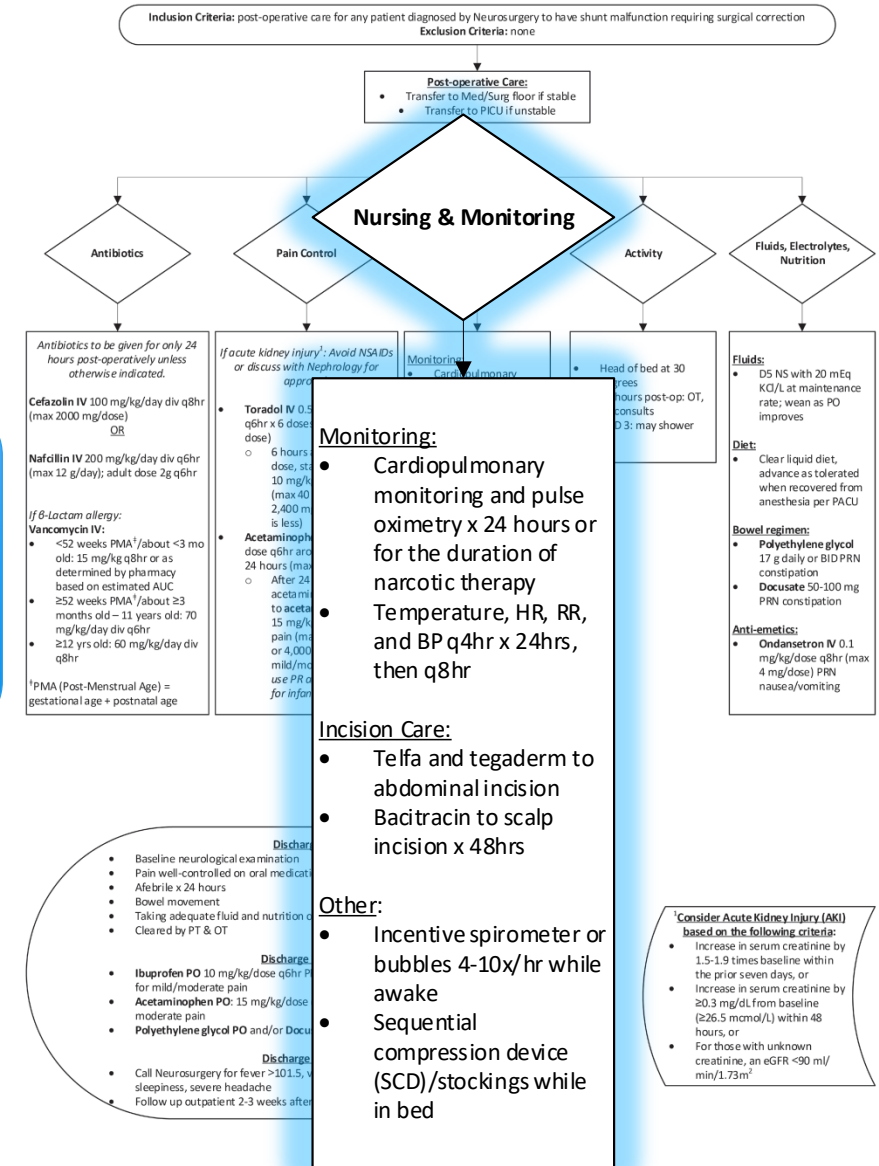 Inclusion Criteria: post-operative care for any patient diagnosed by Neurosurgery to have shunt malfunction requiring surgical correction
Exclusion Criteria: none
Post-operative Care:
• Transfer to Med/Surg floor if stable
• Transfer to PICU if unstable
Nursing & Monitoring
Antibiotics
Pain Control
Activity
Fluids, Electrolytes,
Nutrition
Antibiotics to be given for only 24
hours post-operatively unless
otherwise indicated.
Cefazolin IV 100 mg/kg/day div q8hr
(max 2000 mg/dose)
OR
Nafcillin IV 200 mg/kg/day div q6hr
(max 12 g/day); adult dose 2g q6hr
If β-Lactam allergy:
Vancomycin IV:
• <52 weeks PMA‡/about <3 mo
old: 15 mg/kg q8hr or as
determined by pharmacy
based on estimated AUC
• ≥52 weeks PMA‡/about ≥3
months old – 11 years old: 70
mg/kg/day div q6hr
• ≥12 yrs old: 60 mg/kg/day div
q8hr
‡PMA (Post-Menstrual Age) =
gestational age + postnatal age
If acute kidney injury¹: Avoid NSAIDs
or discuss with Nephrology for
• Toradol IV 0.5
q6hr x 6
dose)
○ 6 hours
dose,
10
(max 40
2,400
is less)
•
dose q6hr
24 hours
○ After 24
to
15
pain
or 4,000
use PR
for
Monitoring:
• Cardiopulmonary
Monitoring:
• Cardiopulmonary
monitoring and pulse
oximetry x 24 hours or
for the duration of
narcotic therapy
• Temperature, HR, RR,
and BP q4hr x 24hrs,
then q8hr
Incision Care:
• Telfa and tegaderm to
abdominal incision
• Bacitracin to scalp
incision x 48hrs
Other:
• Incentive spirometer or
bubbles 4-10x/hr while
awake
• Sequential
compression device
(SCD)/stockings while
in bed
Head of bed at 30
hours post-op: OT,
consults
3: may shower
Fluids:
• D5 NS with 20 mEq
KCl/L at maintenance
rate; wean as PO
improves
Diet:
• Clear liquid diet,
advance as tolerated
when recovered from
anesthesia per PACU
Bowel regimen:
• Polyethylene glycol
17 g daily or BID PRN
constipation
• Docusate 50-100 mg
PRN constipation
Anti-emetics:
• Ondansetron IV 0.1
mg/kg/dose q8hr (max
4 mg/dose) PRN
nausea/vomiting
• Baseline neurological examination
• Pain well-controlled on oral
• Afebrile x 24 hours
• Bowel movement
• Taking adequate fluid and nutrition
• Cleared by PT & OT
Discharge
• Ibuprofen PO 10 mg/kg/dose q6hr
for mild/moderate pain
• Acetaminophen PO: 15 mg/kg/dose
moderate pain
• Polyethylene glycol PO and/or
Discharge
• Call Neurosurgery for fever >101.5,
sleepiness, severe headache
• Follow up outpatient 2-3 weeks
¹Consider Acute Kidney Injury (AKI)
based on the following criteria:
• Increase in serum creatinine by
1.5-1.9 times baseline within
the prior seven days, or
• Increase in serum creatinine by
≥0.3 mg/dL from baseline
(≥26.5 mcmol/L) within 48
hours, or
• For those with unknown
creatinine, an eGFR <90 ml/
min/1.73m²